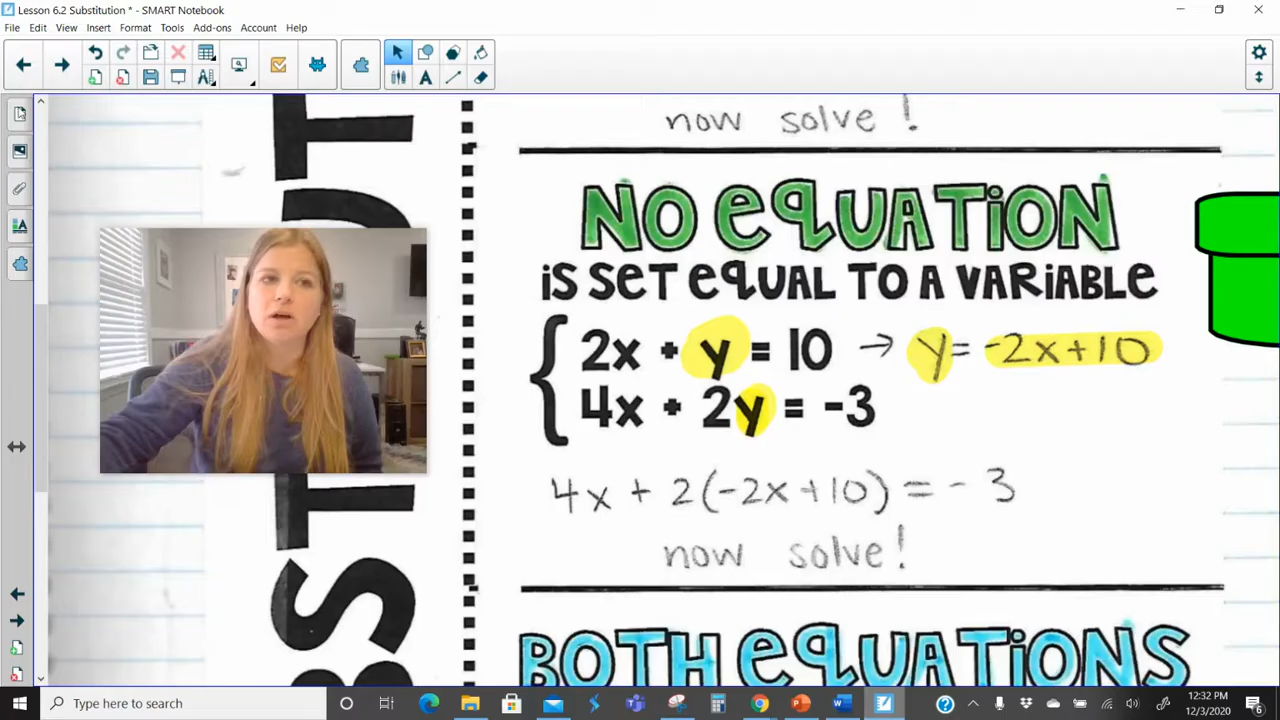 Lesson 6.2 Substitution * - SMART Notebook
File Edit View Insert Format Tools Add-ons Account Help
now solve!
NO EQUATION
IS SET EQUAL TO A VARIABLE
2x + y = 10 → y = -2x+10
4x + 2y = -3
4x + 2(-2x+10) = -3
now solve!
BOTH EQUATIONS
Type here to search
12:32 PM
12/3/2020
6